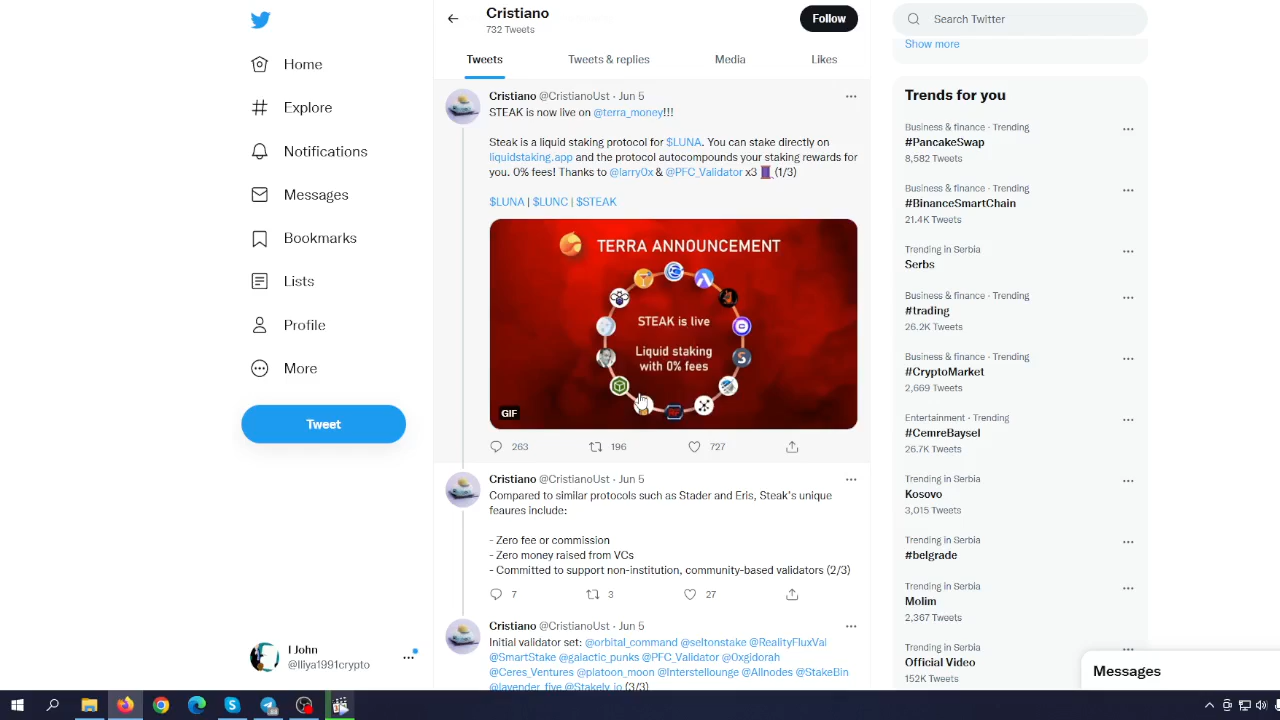 Cristiano
732 Tweets
Follow
Search Twitter
Show more
Home
Explore
Notifications
Messages
Bookmarks
Lists
Profile
More
Tweet
I John
@Iliya1991crypto
Tweets
Tweets & replies
Media
Likes
Cristiano @CristianoUst · Jun 5
STEAK is now live on @terra_money!!!
Steak is a liquid staking protocol for $LUNA. You can stake directly on
liquidstaking.app and the protocol autocompounds your staking rewards for
you. 0% fees! Thanks to @larry0x & @PFC_Validator x3 🧵 (1/3)
$LUNA | $LUNC | $STEAK
TERRA ANNOUNCEMENT
STEAK is live
Liquid staking
with 0% fees
S
GIF
263
196
727
Cristiano @CristianoUst · Jun 5
Compared to similar protocols such as Stader and Eris, Steak's unique
feaures include:
- Zero fee or commission
- Zero money raised from VCs
- Committed to support non-institution, community-based validators (2/3)
7
3
27
Cristiano @CristianoUst · Jun 5
Initial validator set: @orbital_command @seltonstake @RealityFluxVal
@SmartStake @galactic_punks @PFC_Validator @0xgidorah
@Ceres_Ventures @platoon_moon @Interstellounge @Allnodes @StakeBin
@lavender_five @Stakely_io (3/3)
Trends for you
Business & finance · Trending
#PancakeSwap
8,582 Tweets
Business & finance · Trending
#BinanceSmartChain
21.4K Tweets
Trending in Serbia
Serbs
Business & finance · Trending
#trading
26.2K Tweets
Business & finance · Trending
#CryptoMarket
2,669 Tweets
Entertainment · Trending
#CemreBaysel
26.7K Tweets
Trending in Serbia
Kosovo
3,015 Tweets
Trending in Serbia
#belgrade
Trending in Serbia
Molim
2,367 Tweets
Trending in Serbia
Official Video
152K Tweets
Messages